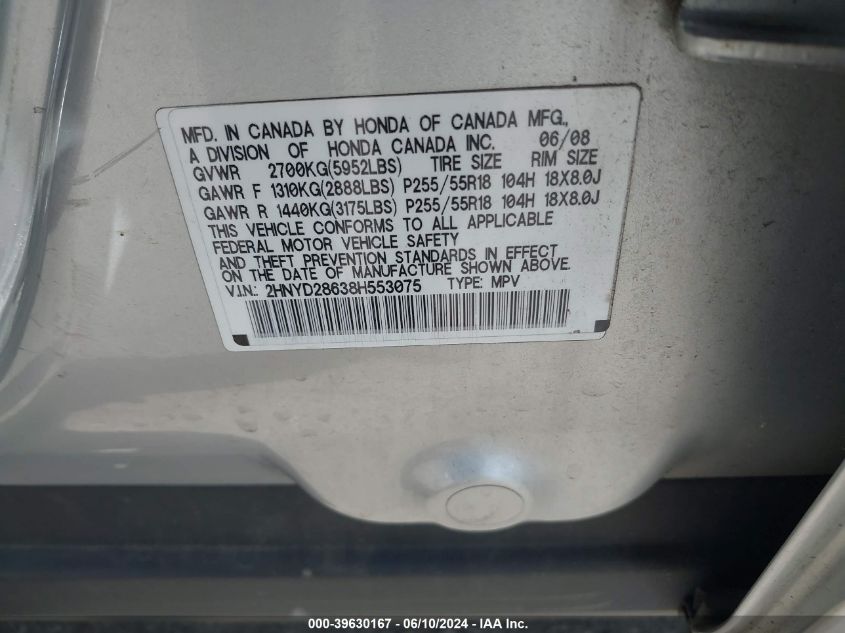 MFD. IN CANADA BY HONDA OF CANADA MFG.,
A DIVISION OF HONDA CANADA INC. 06/08
GVWR 2700KG(5952LBS) TIRE SIZE RIM SIZE
GAWR F 1310KG(2888LBS) P255/55R18 104H 18X8.0J
GAWR R 1440KG(3175LBS) P255/55R18 104H 18X8.0J
THIS VEHICLE CONFORMS TO ALL APPLICABLE
FEDERAL MOTOR VEHICLE SAFETY
AND THEFT PREVENTION STANDARDS IN EFFECT
ON THE DATE OF MANUFACTURE SHOWN ABOVE.
V.I.N.: 2HNYD28638H553075 TYPE: MPV
000-39630167 - 06/10/2024 - IAA Inc.